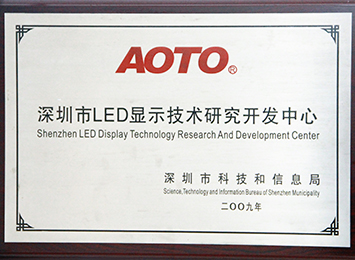 AOTO®
深圳市LED显示技术研究开发中心
Shenzhen LED Display Technology Research And Development Center
深圳市科技和信息局
Science,Technology and Information Bureau of Shenzhen Municipality
二〇〇九年